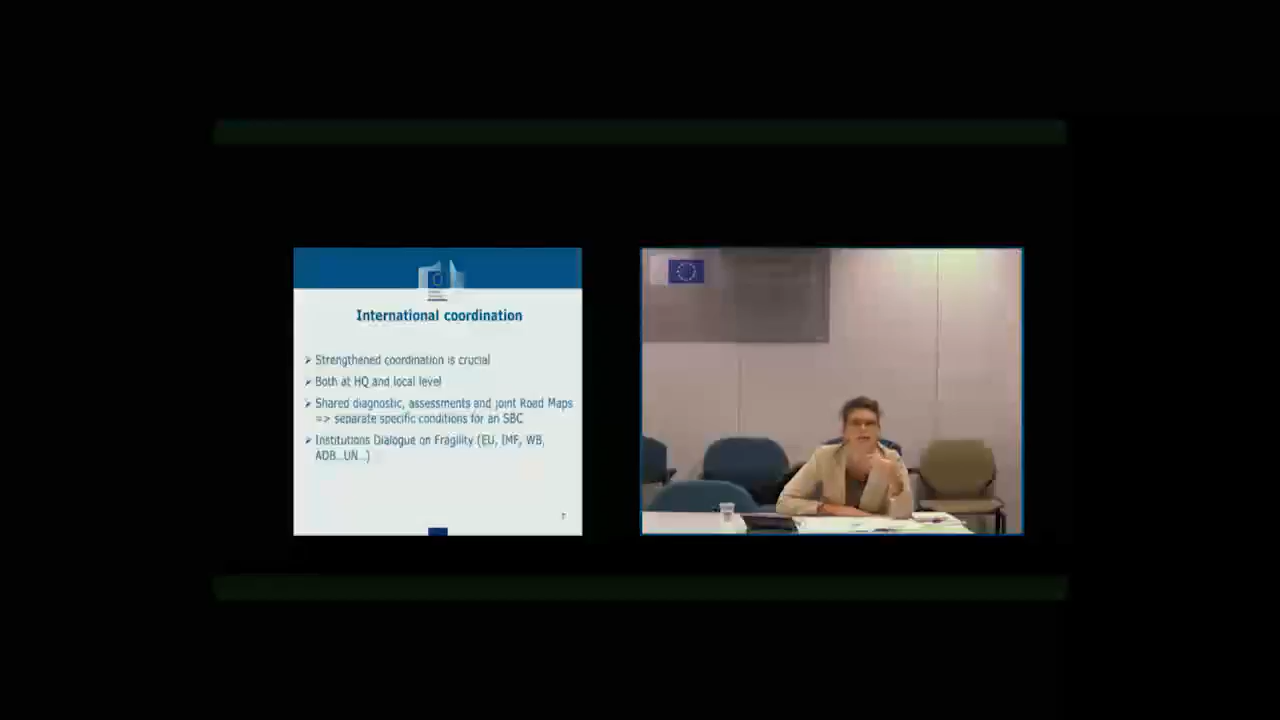 International coordination
➢ Strengthened coordination is crucial
➢ Both at HQ and local level
➢ Shared diagnostic, assessments and joint Road Maps
=> separate specific conditions for an SBC
➢ Institutions Dialogue on Fragility (EU, IMF, WB,
ADB...UN...)
7